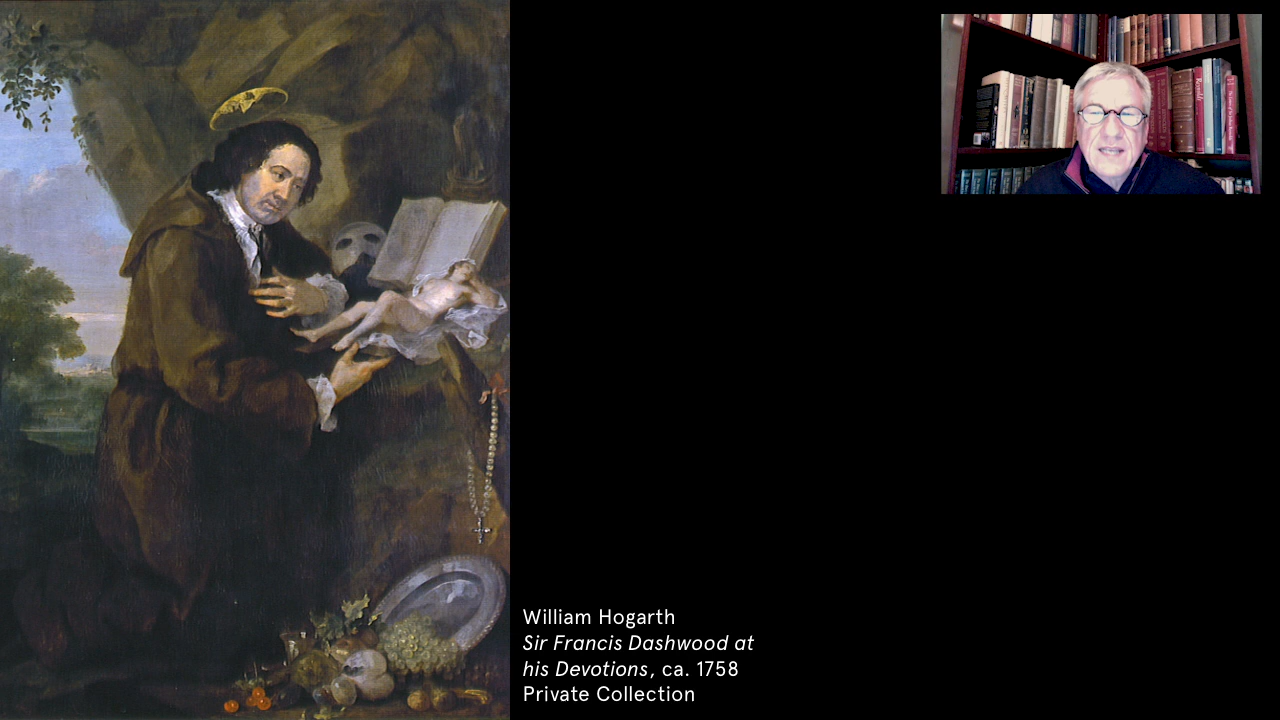 William Hogarth
Sir Francis Dashwood at
his Devotions, ca. 1758
Private Collection